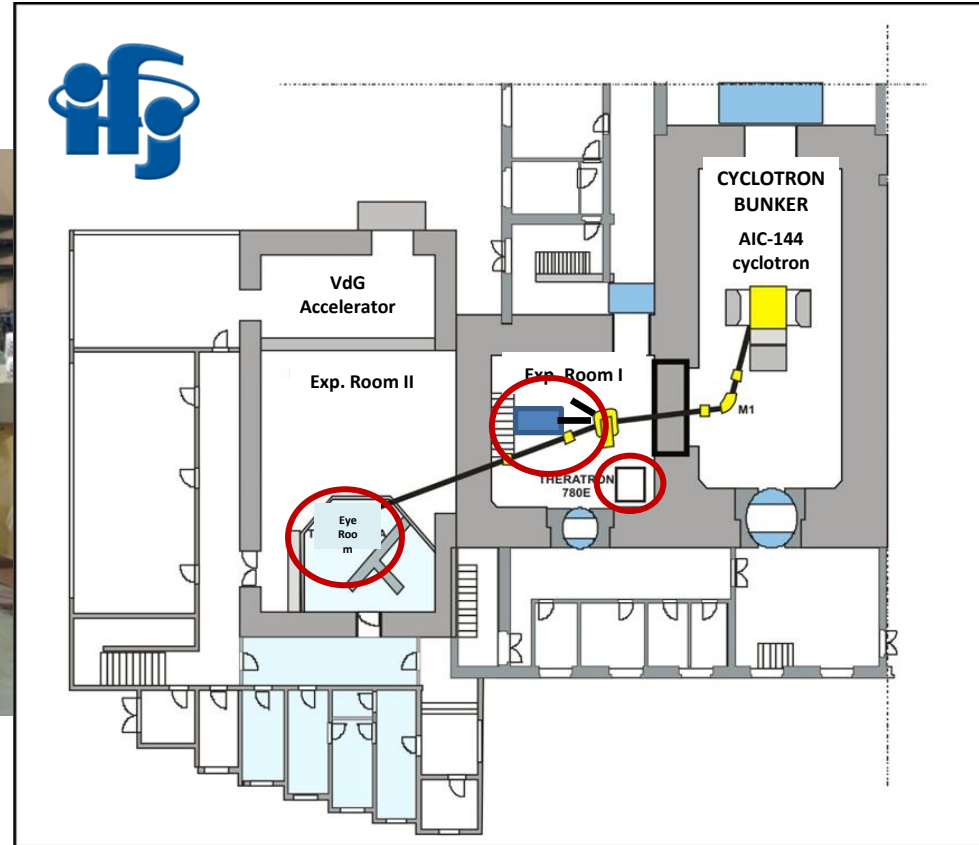 ifj
CYCLOTRON
BUNKER
AIC-144
cyclotron
VdG
Accelerator
Exp. Room II
Exp. Room I
M1
THERATRON
780E
Eye
Roo
m